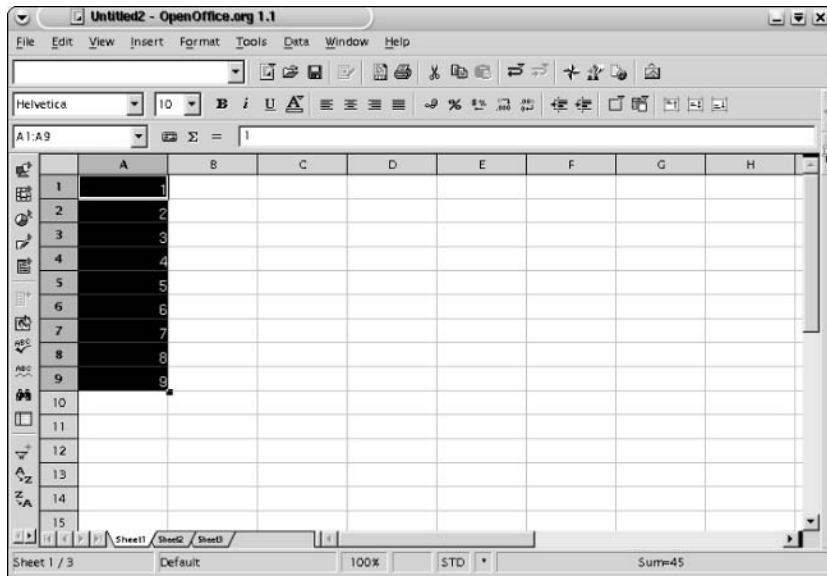 Untitled2 - OpenOffice.org 1.1
File Edit View Insert Format Tools Data Window Help
Helvetica 10 B i U A
A1:A9 Σ = 1
A B C D E F G H
1 1
2 2
3 3
4 4
5 5
6 6
7 7
8 8
9 9
10
11
12
13
14
15
Sheet1 Sheet2 Sheet3
Sheet 1 / 3 Default 100% STD * Sum=45